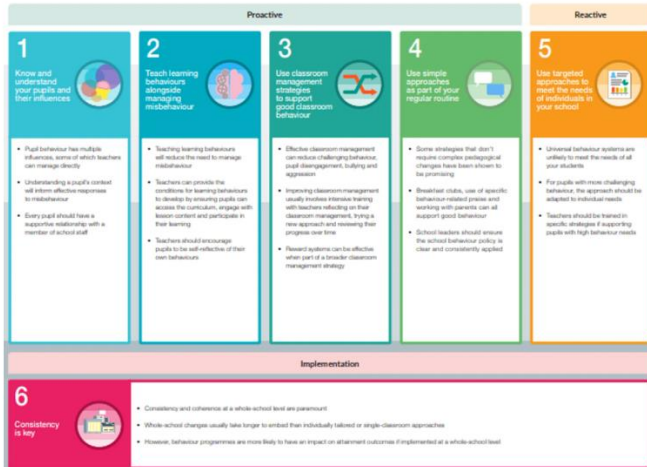 Proactive
Reactive
1
Know and
understand
your pupils and
their influences
• Pupil behaviour has multiple
influences, some of which teachers
can manage directly
• Understanding a pupil's context
will inform effective responses
to misbehaviour
• Every pupil should have a
supportive relationship with a
member of school staff
2
Teach learning
behaviours
alongside
managing
misbehaviour
• Teaching learning behaviours
will reduce the need to manage
misbehaviour
• Teachers can provide the
conditions for learning behaviours
to develop by ensuring pupils can
access the curriculum, engage with
lesson content and participate in
their learning
• Teachers should encourage
pupils to be self-reflective of their
own behaviours
3
Use classroom
management
strategies
to support
good classroom
behaviour
• Effective classroom management
can reduce challenging behaviour,
pupil disengagement, bullying and
aggression
• Improving classroom management
usually involves intensive training
with teachers reflecting on their
classroom management, trying a
new approach and reviewing their
progress over time
• Reward systems can be effective
when part of a broader classroom
management strategy
4
Use simple
approaches
as part of your
regular routine
• Some strategies that don't
require complex pedagogical
changes have been shown to
be promising
• Breakfast clubs, use of specific
behaviour-related praise and
working with parents can all
support good behaviour
• School leaders should ensure
the school behaviour policy is
clear and consistently applied
5
Use targeted
approaches to
meet the needs
of individuals in
your school
• Universal behaviour systems are
unlikely to meet the needs of all
your students
• For pupils with more challenging
behaviour, the approach should be
adapted to individual needs
• Teachers should be trained in
specific strategies if supporting
pupils with high behaviour needs
Implementation
6
Consistency
is key
• Consistency and coherence at a whole-school level are paramount
• Whole-school changes usually take longer to embed than individually tailored or single-classroom approaches
• However, behaviour programmes are more likely to have an impact on attainment outcomes if implemented at a whole-school level